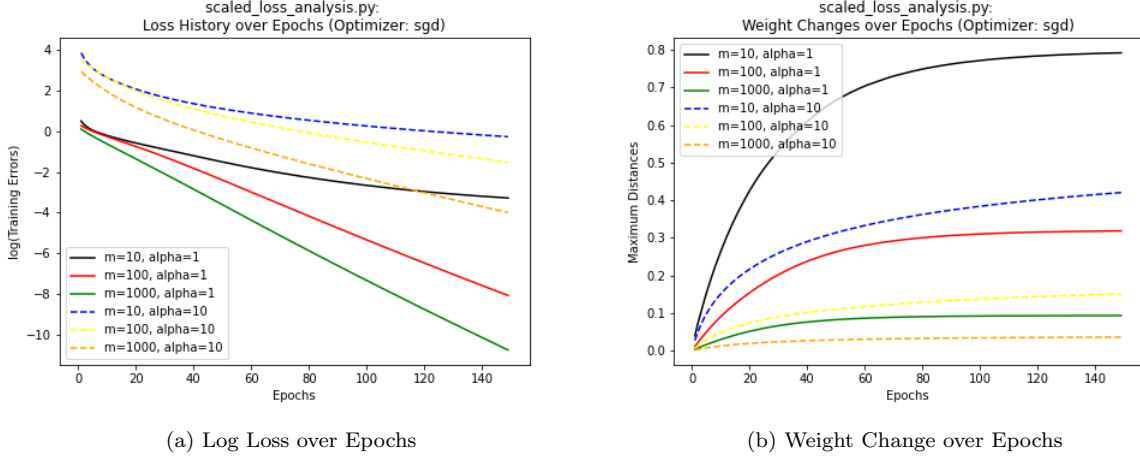 scaled_loss_analysis.py:
Loss History over Epochs (Optimizer: sgd)
log(Training Errors)
4
2
0
−2
−4
−6
−8
−10
m=10, alpha=1
m=100, alpha=1
m=1000, alpha=1
m=10, alpha=10
m=100, alpha=10
m=1000, alpha=10
0 20 40 60 80 100 120 140
Epochs
(a) Log Loss over Epochs
scaled_loss_analysis.py:
Weight Changes over Epochs (Optimizer: sgd)
Maximum Distances
0.8
0.7
0.6
0.5
0.4
0.3
0.2
0.1
0.0
m=10, alpha=1
m=100, alpha=1
m=1000, alpha=1
m=10, alpha=10
m=100, alpha=10
m=1000, alpha=10
0 20 40 60 80 100 120 140
Epochs
(b) Weight Change over Epochs